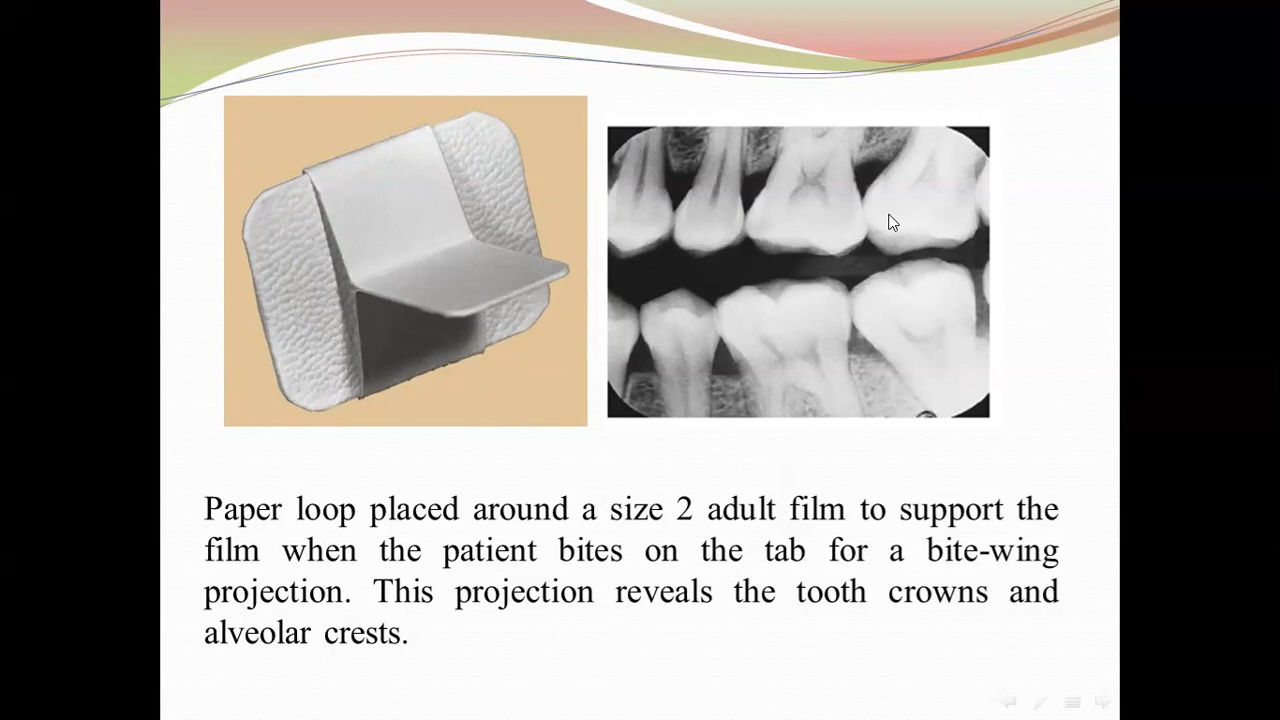 Paper loop placed around a size 2 adult film to support the
film when the patient bites on the tab for a bite-wing
projection. This projection reveals the tooth crowns and
alveolar crests.